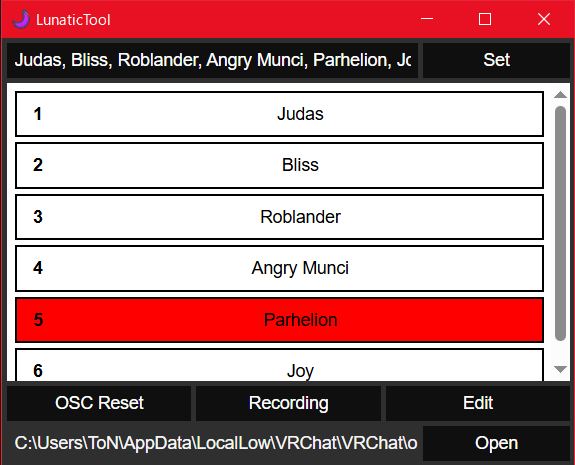 LunaticTool
Judas, Bliss, Roblander, Angry Munci, Parhelion, Jo
Set
1 Judas
2 Bliss
3 Roblander
4 Angry Munci
5 Parhelion
6 Joy
OSC Reset Recording Edit
C:\Users\ToN\AppData\LocalLow\VRChat\VRChat\o
Open